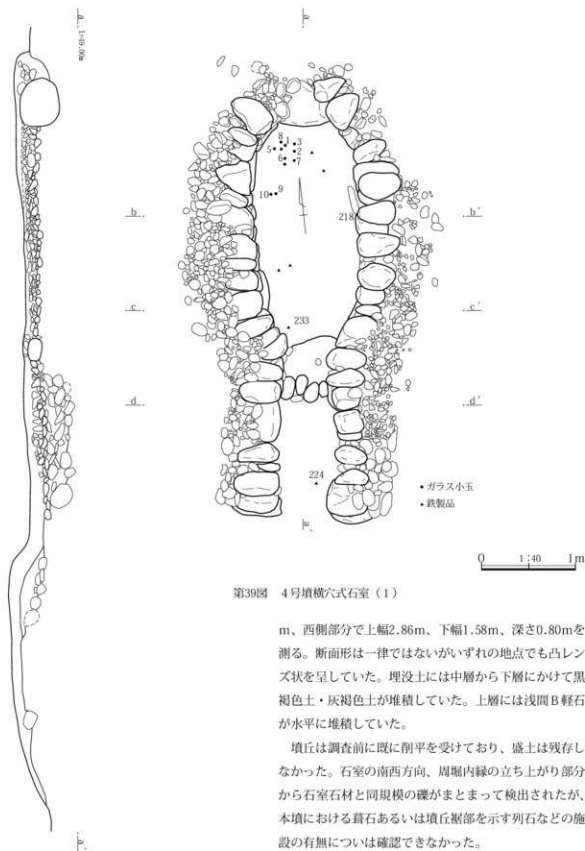 a
L=49.00m
a
8
3
5
2
6
7
10
9
b
b′
218
c
c′
233
d
d′
224
・ガラス小玉
▲鉄製品
a′
a′
0
1:40
1m
第39図　4号墳横穴式石室（1）
m、西側部分で上幅2.86m、下幅1.58m、深さ0.80mを
測る。断面形は一律ではないがいずれの地点でも凸レン
ズ状を呈していた。埋没土には中層から下層にかけて黒
褐色土・灰褐色土が堆積していた。上層には浅間B軽石
が水平に堆積していた。
墳丘は調査前に既に削平を受けており、盛土は残存し
なかった。石室の南西方向、周堀内縁の立ち上がり部分
から石室石材と同規模の礫がまとまって検出されたが、
本墳における葺石あるいは墳丘裾部を示す列石などの施
設の有無についは確認できなかった。